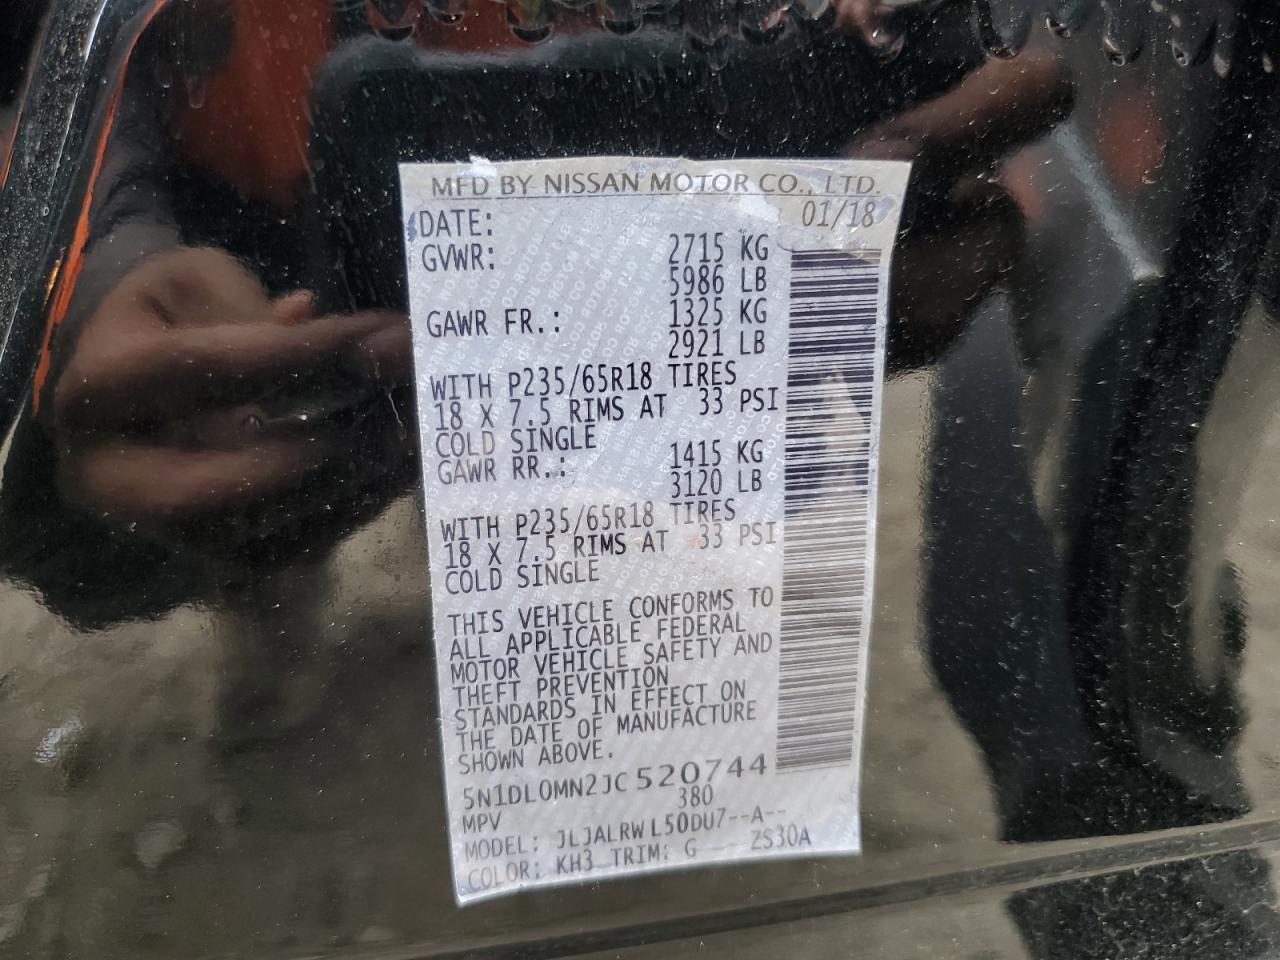 MFD BY NISSAN MOTOR CO., LTD.
DATE: 01/18
GVWR: 2715 KG
5986 LB
GAWR FR.: 1325 KG
2921 LB
WITH P235/65R18 TIRES
18 X 7.5 RIMS AT 33 PSI
COLD SINGLE
GAWR RR.: 1415 KG
3120 LB
WITH P235/65R18 TIRES
18 X 7.5 RIMS AT 33 PSI
COLD SINGLE
THIS VEHICLE CONFORMS TO
ALL APPLICABLE FEDERAL
MOTOR VEHICLE SAFETY AND
THEFT PREVENTION
STANDARDS IN EFFECT ON
THE DATE OF MANUFACTURE
SHOWN ABOVE.
5N1DL0MN2JC520744
MPV 380
MODEL: JLJALRWL50DU7--A--
COLOR: KH3 TRIM: G ZS30A